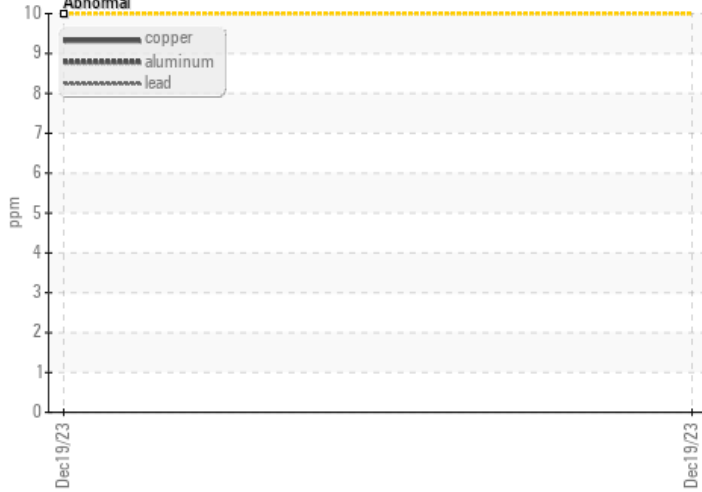 Abnormal
10
copper
9
aluminum
lead
8
7
6
ppm
5
4
3
2
1
0
Dec19/23
Dec19/23